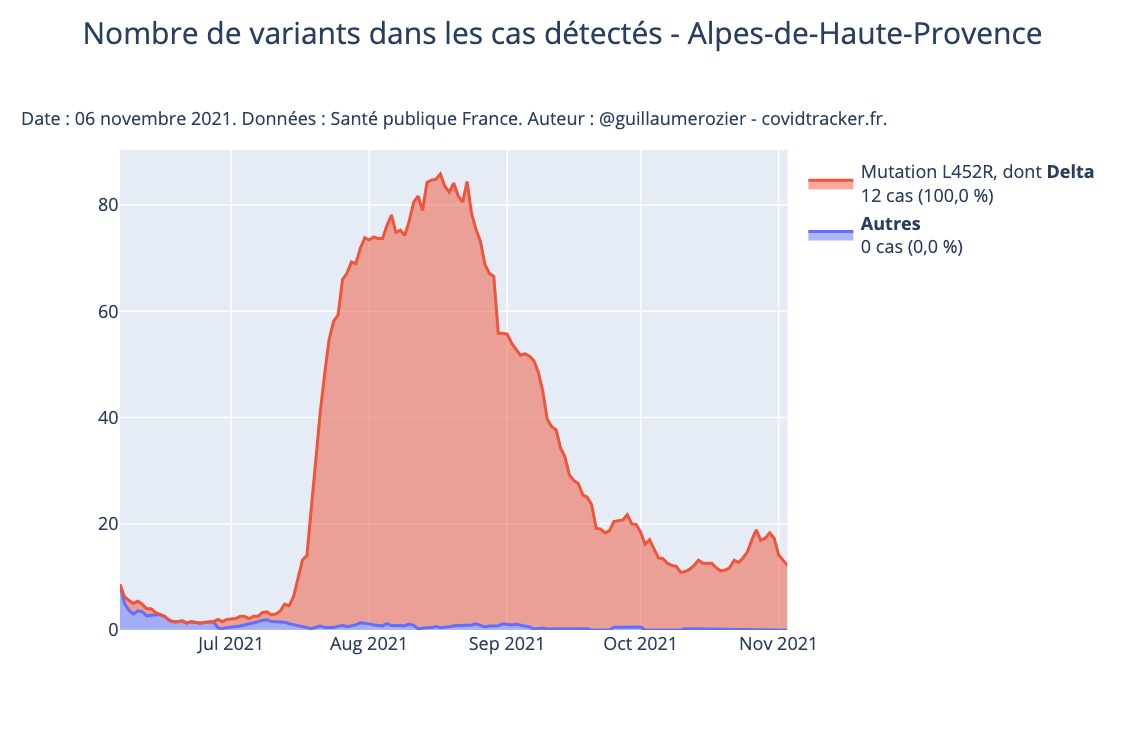 Nombre de variants dans les cas détectés - Alpes-de-Haute-Provence
Date : 06 novembre 2021. Données : Santé publique France. Auteur : @guillaumerozier - covidtracker.fr.
Mutation L452R, dont Delta
12 cas (100,0 %)
Autres
0 cas (0,0 %)
80
60
40
20
0
Jul 2021
Aug 2021
Sep 2021
Oct 2021
Nov 2021